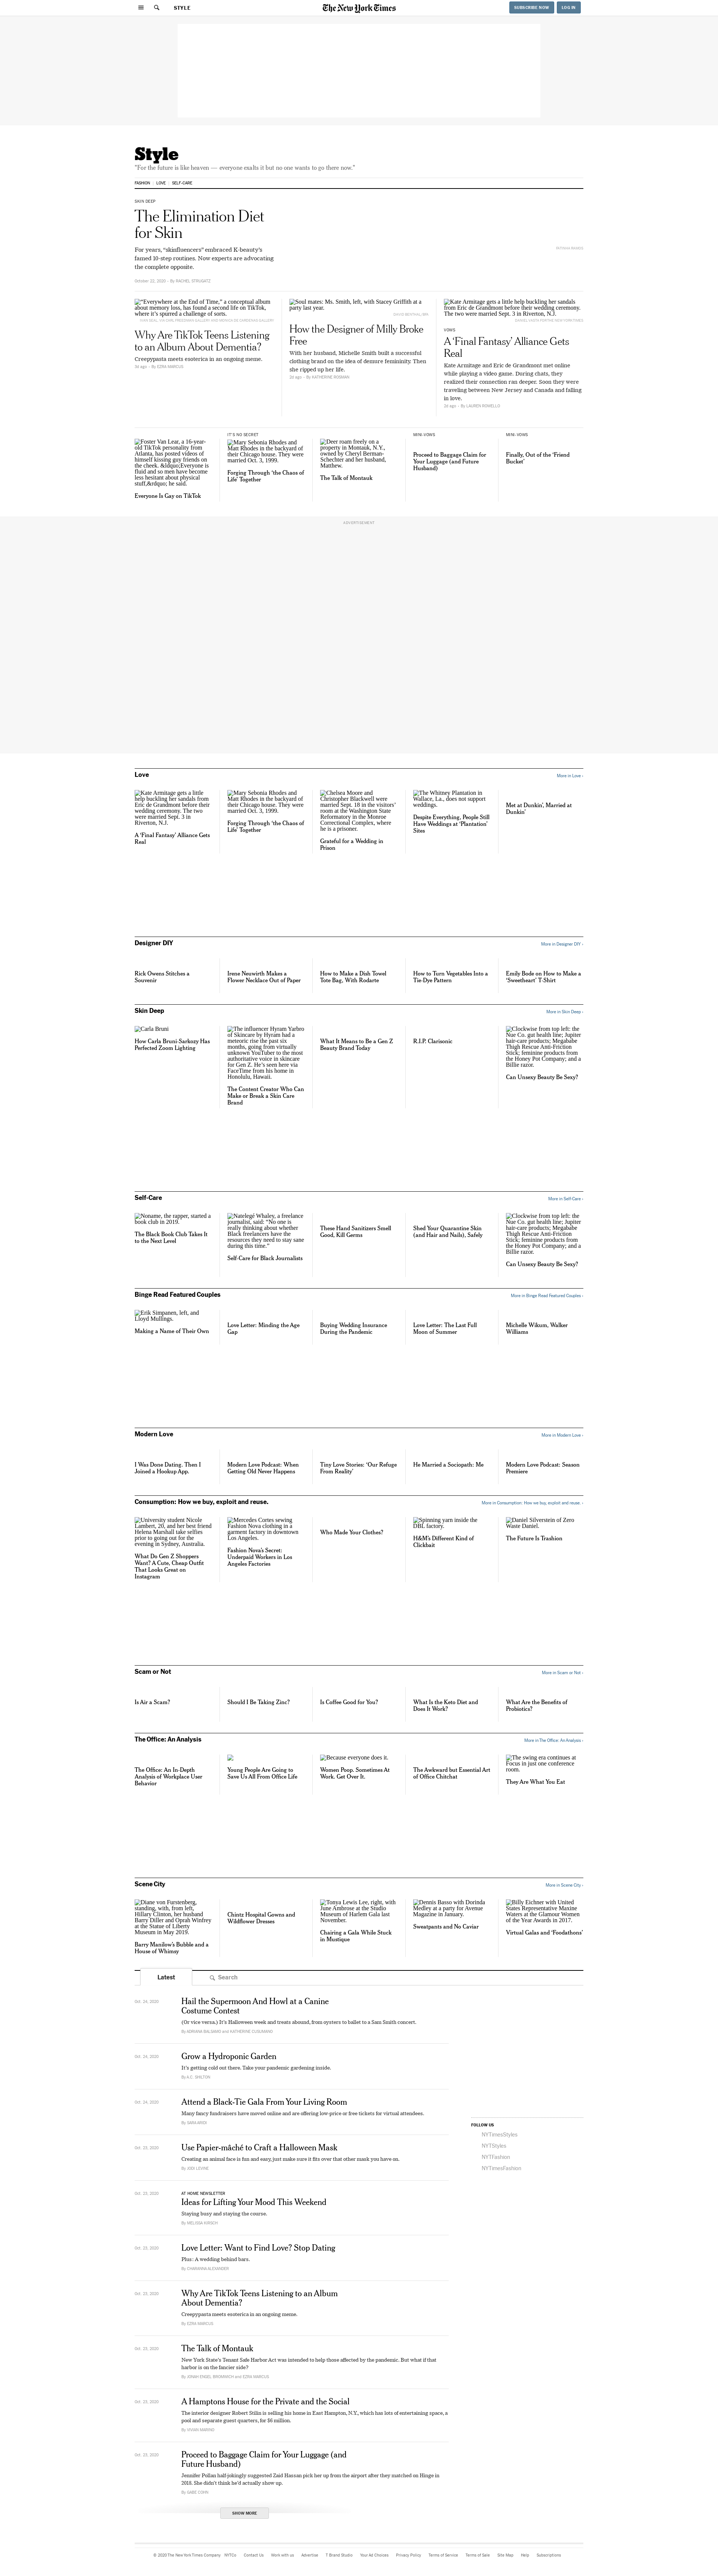 STYLE
The New York Times
SUBSCRIBE NOW
LOG IN
Style
"For the future is like heaven — everyone exalts it but no one wants to go there now."
FASHION
LOVE
SELF-CARE
SKIN DEEP
The Elimination Diet
for Skin
For years, "skinfluencers" embraced K-beauty's
famed 10-step routines. Now experts are advocating
the complete opposite.
October 22, 2020 - By RACHEL STRUGATZ
"Everywhere at the End of Time," a conceptual album
about memory loss, has found a second life on TikTok,
where it's spurred a challenge of sorts.
Why Are TikTok Teens Listening
to an Album About Dementia?
Creepypasta meets esoterica in an ongoing meme.
3d ago - By EZRA MARCUS
Soul mates: Ms. Smith, left, with Stacey Griffith at a
party last year.
How the Designer of Milly Broke
Free
With her husband, Michelle Smith built a successful
clothing brand on the idea of demure femininity. Then
she ripped up her life.
2d ago - By KATHERINE ROSMAN
Kate Armitage gets a little help buckling her sandals
from Eric de Grandmont before their wedding ceremony.
The two were married Sept. 3 in Riverton, N.J.
VOWS
A 'Final Fantasy' Alliance Gets
Real
Kate Armitage and Eric de Grandmont met online
while playing a video game. During chats, they
realized their connection ran deeper. Soon they were
traveling between New Jersey and Canada and falling
in love.
2d ago - By LAUREN ROWELLO
Foster Van Lear, a 16-year-
old TikTok personality from
Atlanta, has posted videos of
himself kissing guy friends on
the cheek. &ldquo;Everyone is
fluid and so men have become
less hesitant about physical
stuff,&rdquo; he said.
Everyone Is Gay on TikTok
IT'S NO SECRET
Mary Sebonia Rhodes and
Matt Rhodes in the backyard of
their Chicago house. They were
married Oct. 3, 1999.
Forging Through 'the Chaos of
Life' Together
Deer roam freely on a
property in Montauk, N.Y.,
owned by Cheryl Berman-
Schechter and her husband,
Matthew.
The Talk of Montauk
MINI-VOWS
Proceed to Baggage Claim for
Your Luggage (and Future
Husband)
MINI-VOWS
Finally, Out of the 'Friend
Bucket'
ADVERTISEMENT
Love
More in Love ›
Kate Armitage gets a little
help buckling her sandals from
Eric de Grandmont before their
wedding ceremony. The two
were married Sept. 3 in
Riverton, N.J.
A 'Final Fantasy' Alliance Gets
Real
Mary Sebonia Rhodes and
Matt Rhodes in the backyard of
their Chicago house. They were
married Oct. 3, 1999.
Forging Through 'the Chaos of
Life' Together
Chelsea Moore and
Christopher Blackwell were
married Sept. 18 in the visitors'
room at the Washington State
Reformatory in the Monroe
Correctional Complex, where
he is a prisoner.
Grateful for a Wedding in
Prison
The Whitney Plantation in
Wallace, La., does not support
weddings.
Despite Everything, People Still
Have Weddings at 'Plantation'
Sites
Met at Dunkin', Married at
Dunkin'
Designer DIY
More in Designer DIY ›
Rick Owens Stitches a
Souvenir
Irene Neuwirth Makes a
Flower Necklace Out of Paper
How to Make a Dish Towel
Tote Bag, With Rodarte
How to Turn Vegetables Into a
Tie-Dye Pattern
Emily Bode on How to Make a
'Sweetheart' T-Shirt
Skin Deep
More in Skin Deep ›
Carla Bruni
How Carla Bruni-Sarkozy Has
Perfected Zoom Lighting
The influencer Hyram Yarbro
of Skincare by Hyram had a
meteoric rise the past six
months, going from virtually
unknown YouTuber to the most
authoritative voice in skincare
for Gen Z. He's seen here via
FaceTime from his home in
Honolulu, Hawaii.
The Content Creator Who Can
Make or Break a Skin Care
Brand
What It Means to Be a Gen Z
Beauty Brand Today
R.I.P. Clarisonic
Clockwise from top left: the
Nue Co. gut health line; Jupiter
hair-care products; Megababe
Thigh Rescue Anti-Friction
Stick; feminine products from
the Honey Pot Company; and a
Billie razor.
Can Unsexy Beauty Be Sexy?
Self-Care
More in Self-Care ›
Noname, the rapper, started a
book club in 2019.
The Black Book Club Takes It
to the Next Level
Natelegé Whaley, a freelance
journalist, said: "No one is
really thinking about whether
Black freelancers have the
resources they need to stay sane
during this time."
Self-Care for Black Journalists
These Hand Sanitizers Smell
Good, Kill Germs
Shed Your Quarantine Skin
(and Hair and Nails), Safely
Clockwise from top left: the
Nue Co. gut health line; Jupiter
hair-care products; Megababe
Thigh Rescue Anti-Friction
Stick; feminine products from
the Honey Pot Company; and a
Billie razor.
Can Unsexy Beauty Be Sexy?
Binge Read Featured Couples
More in Binge Read Featured Couples ›
Erik Simpanen, left, and
Lloyd Mullings.
Making a Name of Their Own
Love Letter: Minding the Age
Gap
Buying Wedding Insurance
During the Pandemic
Love Letter: The Last Full
Moon of Summer
Michelle Wikum, Walker
Williams
Modern Love
More in Modern Love ›
I Was Done Dating. Then I
Joined a Hookup App.
Modern Love Podcast: When
Getting Old Never Happens
Tiny Love Stories: 'Our Refuge
From Reality'
He Married a Sociopath: Me
Modern Love Podcast: Season
Premiere
Consumption: How we buy, exploit and reuse.
More in Consumption: How we buy, exploit and reuse. ›
University student Nicole
Lambert, 20, and her best friend
Helena Marshall take selfies
prior to going out for the
evening in Sydney, Australia.
What Do Gen Z Shoppers
Want? A Cute, Cheap Outfit
That Looks Great on
Instagram
Mercedes Cortes sewing
Fashion Nova clothing in a
garment factory in downtown
Los Angeles.
Fashion Nova's Secret:
Underpaid Workers in Los
Angeles Factories
Who Made Your Clothes?
Spinning yarn inside the
DBL factory.
H&M's Different Kind of
Clickbait
Daniel Silverstein of Zero
Waste Daniel.
The Future Is Trashion
Scam or Not
More in Scam or Not ›
Is Air a Scam?
Should I Be Taking Zinc?
Is Coffee Good for You?
What Is the Keto Diet and
Does It Work?
What Are the Benefits of
Probiotics?
The Office: An Analysis
More in The Office: An Analysis ›
The Office: An In-Depth
Analysis of Workplace User
Behavior
Young People Are Going to
Save Us All From Office Life
Because everyone does it.
Women Poop. Sometimes At
Work. Get Over It.
The Awkward but Essential Art
of Office Chitchat
The swing era continues at
Focus in just one conference
room.
They Are What You Eat
Scene City
More in Scene City ›
Diane von Furstenberg,
standing, with, from left,
Hillary Clinton, her husband
Barry Diller and Oprah Winfrey
at the Statue of Liberty
Museum in May 2019.
Barry Manilow's Bubble and a
House of Whimsy
Chintz Hospital Gowns and
Wildflower Dresses
Tonya Lewis Lee, right, with
June Ambrose at the Studio
Museum of Harlem Gala last
November.
Chairing a Gala While Stuck
in Mustique
Dennis Basso with Dorinda
Medley at a party for Avenue
Magazine in January.
Sweatpants and No Caviar
Billy Eichner with United
States Representative Maxine
Waters at the Glamour Women
of the Year Awards in 2017.
Virtual Galas and 'Feedathons'
Latest
Search
Oct. 24, 2020
Hail the Supermoon And Howl at a Canine
Costume Contest
(Or vice versa.) It's Halloween week and treats abound, from oysters to ballet to a Sam Smith concert.
By ADRIANA BALSAMO and KATHERINE CUSUMANO
Oct. 24, 2020
Grow a Hydroponic Garden
It's getting cold out there. Take your pandemic gardening inside.
By A.C. SHILTON
Oct. 24, 2020
Attend a Black-Tie Gala From Your Living Room
Many fancy fundraisers have moved online and are offering low-price or free tickets for virtual attendees.
By SARA ARIDI
Oct. 23, 2020
Use Papier-mâché to Craft a Halloween Mask
Creating an animal face is fun and easy, just make sure it fits over that other mask you have on.
By JODI LEVINE
Oct. 23, 2020
AT HOME NEWSLETTER
Ideas for Lifting Your Mood This Weekend
Staying busy and staying the course.
By MELISSA KIRSCH
Oct. 23, 2020
Love Letter: Want to Find Love? Stop Dating
Plus: A wedding behind bars.
By CHARANNA ALEXANDER
Oct. 23, 2020
Why Are TikTok Teens Listening to an Album
About Dementia?
Creepypasta meets esoterica in an ongoing meme.
By EZRA MARCUS
Oct. 23, 2020
The Talk of Montauk
New York State's Tenant Safe Harbor Act was intended to help those affected by the pandemic. But what if that
harbor is on the fancier side?
By JONAH ENGEL BROMWICH and EZRA MARCUS
Oct. 23, 2020
A Hamptons House for the Private and the Social
The interior designer Robert Stilin is selling his home in East Hampton, N.Y., which has lots of entertaining space, a
pool and separate guest quarters, for $6 million.
By VIVIAN MARINO
Oct. 23, 2020
Proceed to Baggage Claim for Your Luggage (and
Future Husband)
Jennifer Pollan half-jokingly suggested Zaid Hassan pick her up from the airport after they matched on Hinge in
2018. She didn't think he'd actually show up.
By GABE COHN
SHOW MORE
FOLLOW US
NYTimesStyles
NYTStyles
NYTFashion
NYTimesFashion
© 2020 The New York Times Company
NYTCo
Contact Us
Work with us
Advertise
T Brand Studio
Your Ad Choices
Privacy Policy
Terms of Service
Terms of Sale
Site Map
Help
Subscriptions